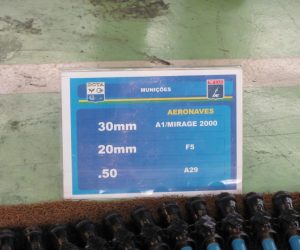 MUNIÇÕES
AERONAVES
30mm A1/MIRAGE 2000
20mm F5
.50 A29